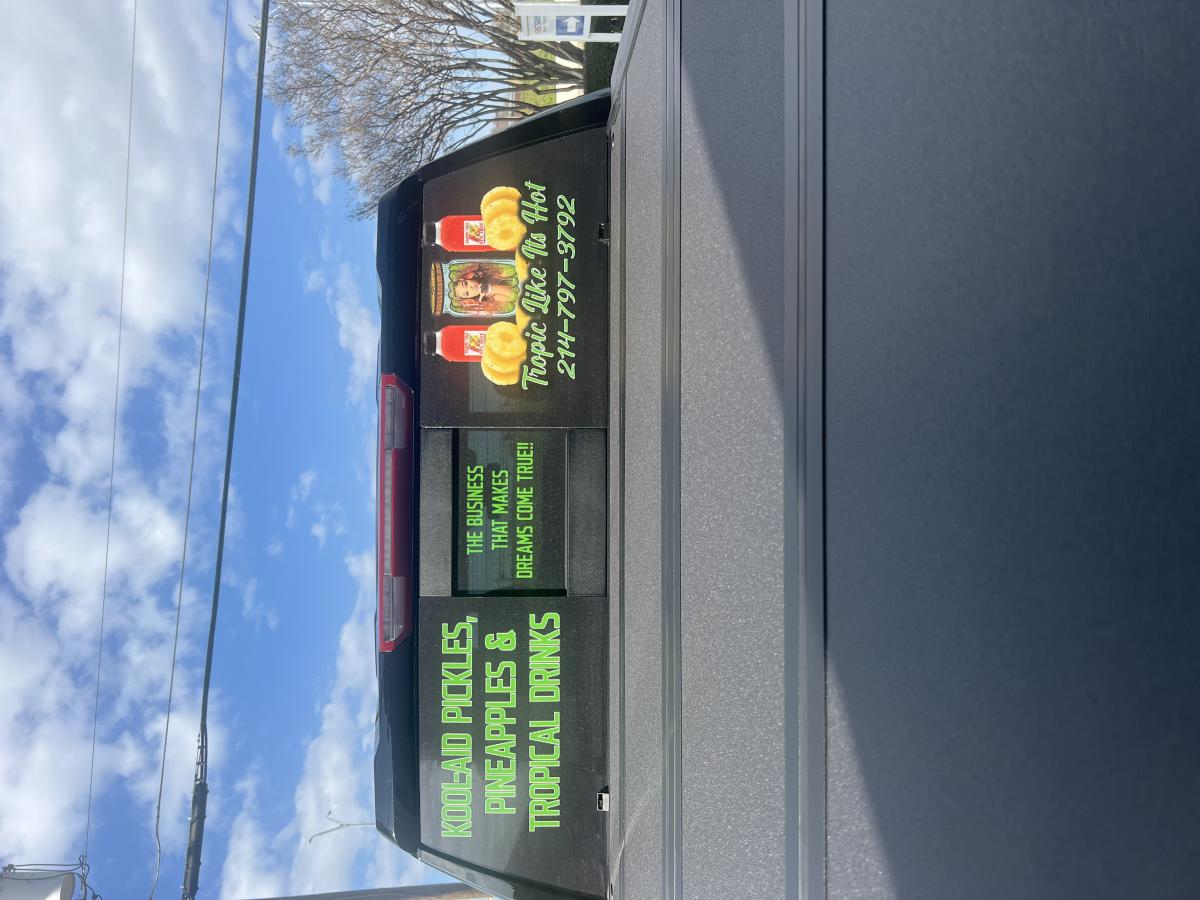 KOOL-AID PICKLES,
PINEAPPLES &
TROPICAL DRINKS
THE BUSINESS
THAT MAKES
DREAMS COME TRUE!!
Tropic Like Its Hot
214-797-3792